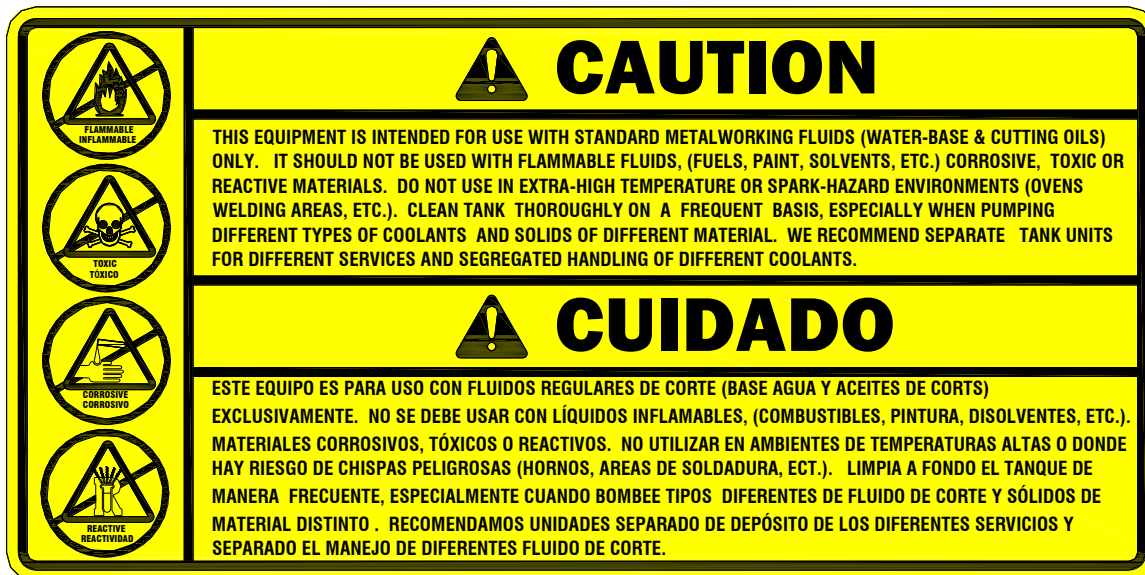 FLAMMABLE
INFLAMMABLE
TOXIC
TÓXICO
CORROSIVE
CORROSIVO
REACTIVE
REACTIVIDAD
CAUTION
THIS EQUIPMENT IS INTENDED FOR USE WITH STANDARD METALWORKING FLUIDS (WATER-BASE & CUTTING OILS)
ONLY. IT SHOULD NOT BE USED WITH FLAMMABLE FLUIDS, (FUELS, PAINT, SOLVENTS, ETC.) CORROSIVE, TOXIC OR
REACTIVE MATERIALS. DO NOT USE IN EXTRA-HIGH TEMPERATURE OR SPARK-HAZARD ENVIRONMENTS (OVENS
WELDING AREAS, ETC.). CLEAN TANK THOROUGHLY ON A FREQUENT BASIS, ESPECIALLY WHEN PUMPING
DIFFERENT TYPES OF COOLANTS AND SOLIDS OF DIFFERENT MATERIAL. WE RECOMMEND SEPARATE TANK UNITS
FOR DIFFERENT SERVICES AND SEGREGATED HANDLING OF DIFFERENT COOLANTS.
CUIDADO
ESTE EQUIPO ES PARA USO CON FLUIDOS REGULARES DE CORTE (BASE AGUA Y ACEITES DE CORTS)
EXCLUSIVAMENTE. NO SE DEBE USAR CON LÍQUIDOS INFLAMABLES, (COMBUSTIBLES, PINTURA, DISOLVENTES, ETC.).
MATERIALES CORROSIVOS, TÓXICOS O REACTIVOS. NO UTILIZAR EN AMBIENTES DE TEMPERATURAS ALTAS O DONDE
HAY RIESGO DE CHISPAS PELIGROSAS (HORNOS, AREAS DE SOLDADURA, ECT.). LIMPIA A FONDO EL TANQUE DE
MANERA FRECUENTE, ESPECIALMENTE CUANDO BOMBEE TIPOS DIFERENTES DE FLUIDO DE CORTE Y SÓLIDOS DE
MATERIAL DISTINTO . RECOMENDAMOS UNIDADES SEPARADO DE DEPÓSITO DE LOS DIFERENTES SERVICIOS Y
SEPARADO EL MANEJO DE DIFERENTES FLUIDO DE CORTE.